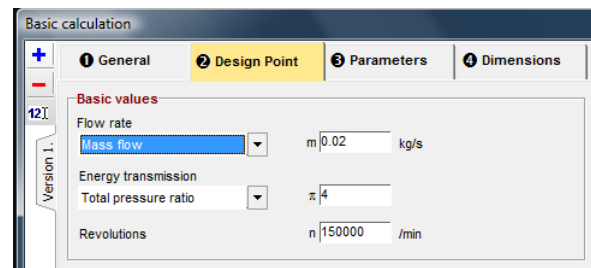 Basic calculation
❶ General
❷ Design Point
❸ Parameters
❹ Dimensions
Version 1.
Basic values
Flow rate
Mass flow m 0.02 kg/s
Energy transmission
Total pressure ratio π 4
Revolutions n 150000 /min